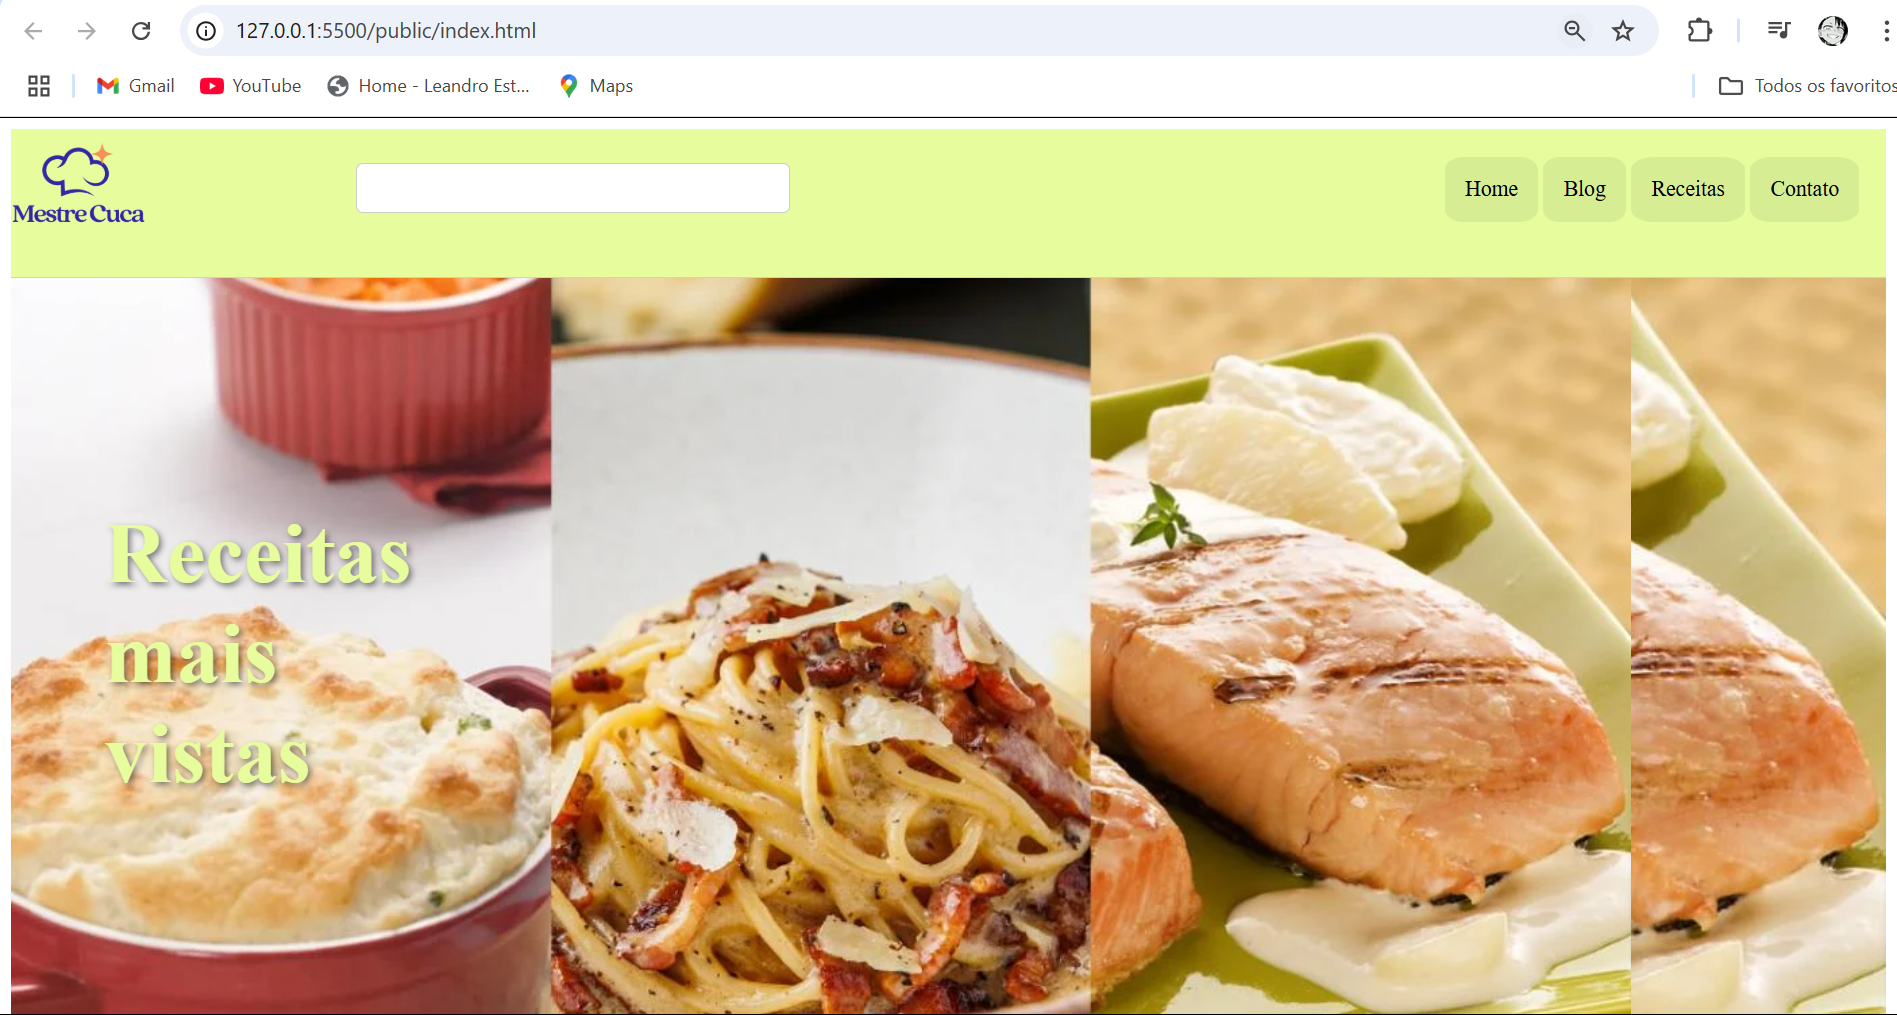 127.0.0.1:5500/public/index.html
Gmail YouTube Home - Leandro Est... Maps Todos os favoritos
Mestre Cuca
Home Blog Receitas Contato
Receitas
mais
vistas